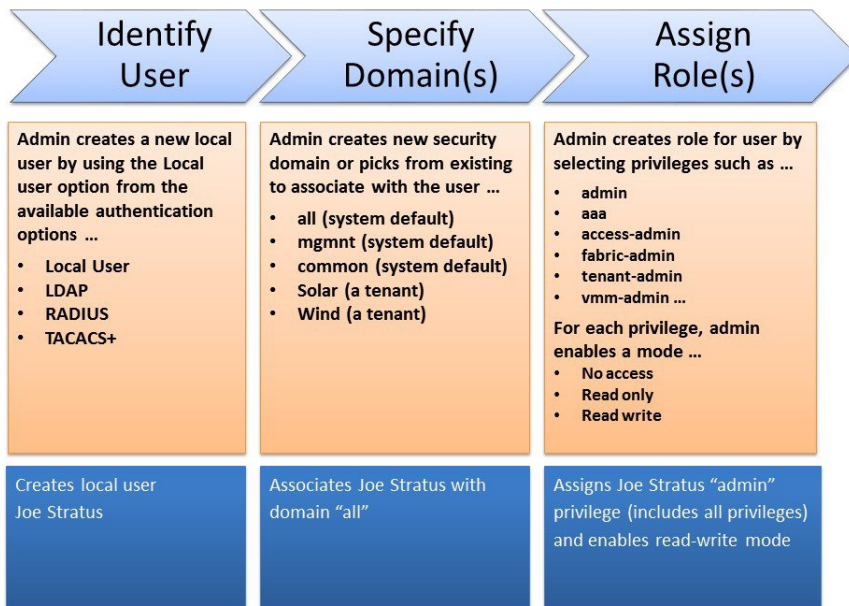 Identify
User
Specify
Domain(s)
Assign
Role(s)
Admin creates a new local
user by using the Local
user option from the
available authentication
options ...
• Local User
• LDAP
• RADIUS
• TACACS+
Admin creates new security
domain or picks from existing
to associate with the user ...
• all (system default)
• mgmnt (system default)
• common (system default)
• Solar (a tenant)
• Wind (a tenant)
Admin creates role for user by
selecting privileges such as ...
• admin
• aaa
• access-admin
• fabric-admin
• tenant-admin
• vmm-admin ...
For each privilege, admin
enables a mode ...
• No access
• Read only
• Read write
Creates local user
Joe Stratus
Associates Joe Stratus with
domain “all”
Assigns Joe Stratus “admin”
privilege (includes all privileges)
and enables read-write mode